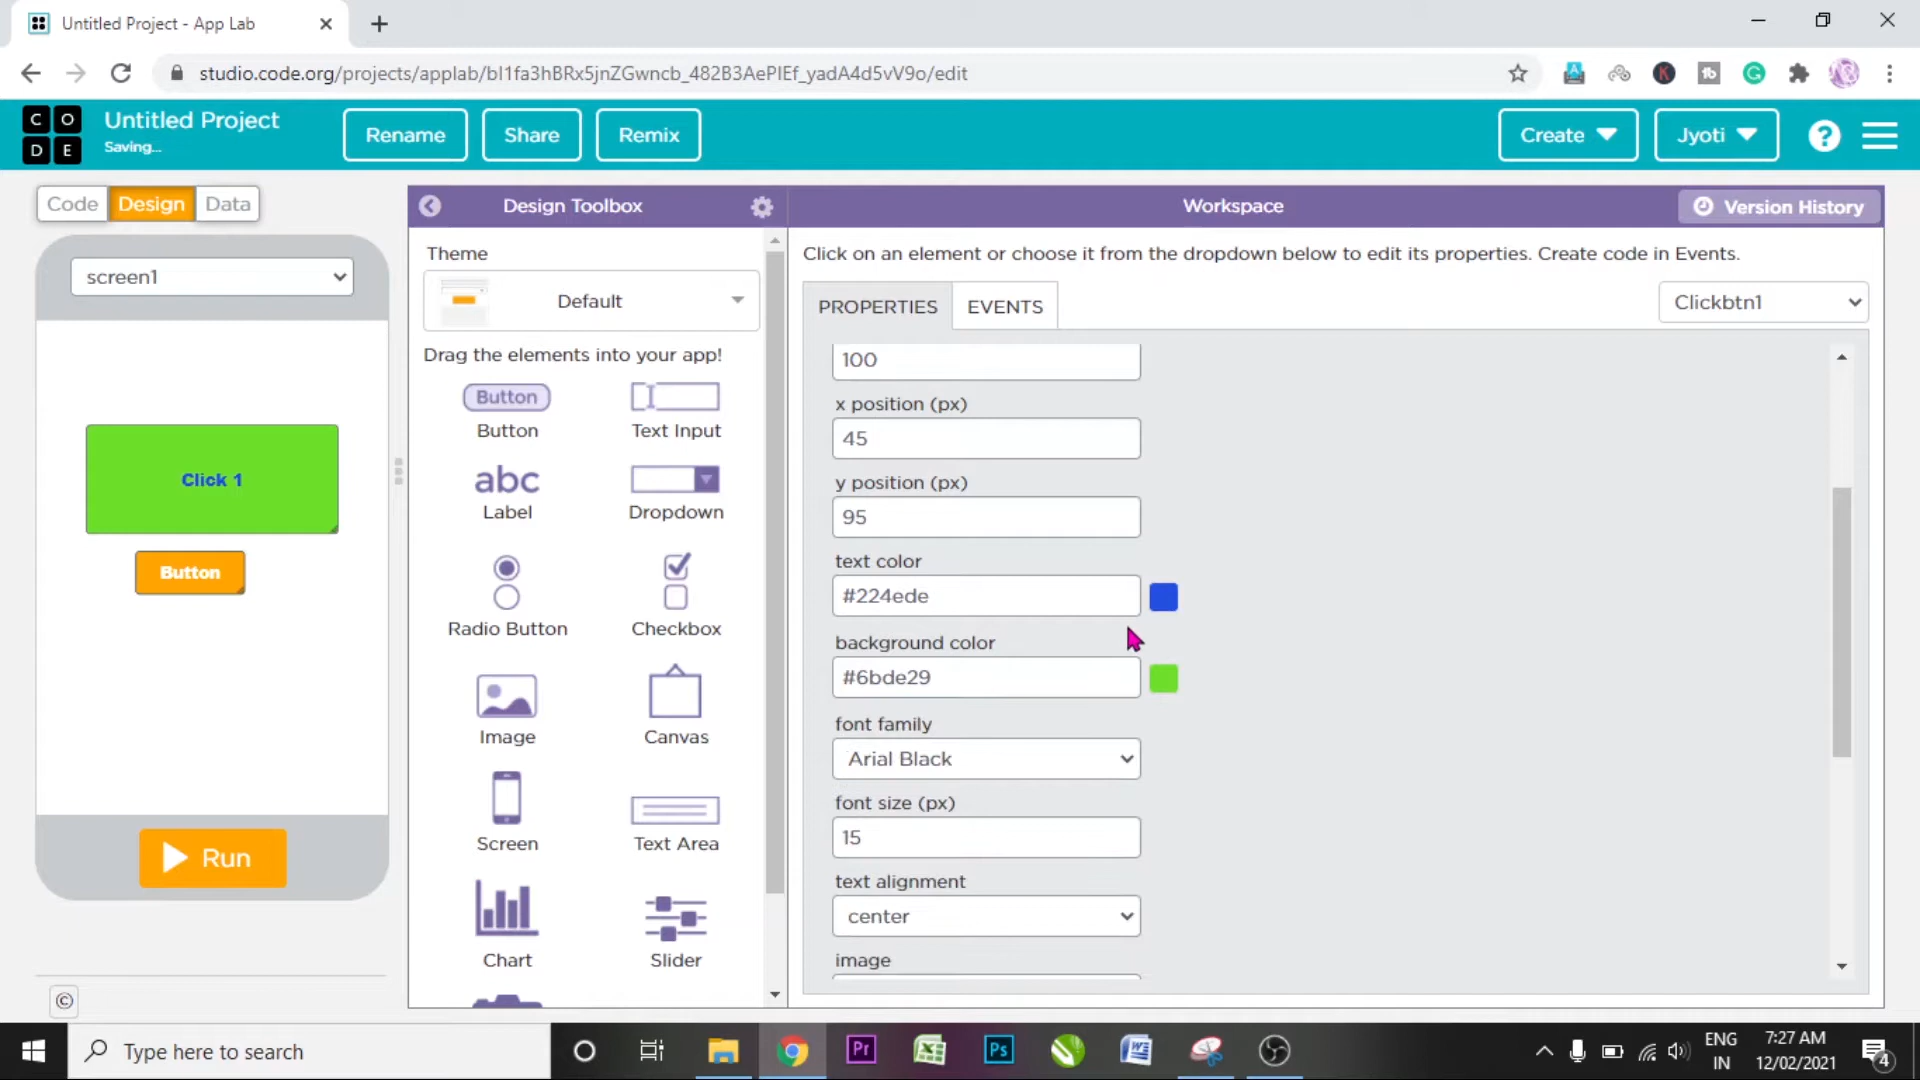 Untitled Project - App Lab
studio.code.org/projects/applab/bI1fa3hBRx5jnZGwncb_482B3AePIEf_yadA4d5vV9o/edit
C O
D E
Untitled Project
Saving...
Rename
Share
Remix
Create
Jyoti
?
Code
Design
Data
Design Toolbox
Workspace
Version History
screen1
Click 1
Button
Run
©
Theme
Default
Drag the elements into your app!
Button
Button
Text Input
abc
Label
Dropdown
Radio Button
Checkbox
Image
Canvas
Screen
Text Area
Chart
Slider
Click on an element or choose it from the dropdown below to edit its properties. Create code in Events.
PROPERTIES
EVENTS
Clickbtn1
100
x position (px)
45
y position (px)
95
text color
#224ede
background color
#6bde29
font family
Arial Black
font size (px)
15
text alignment
center
image
Type here to search
Pr
Ps
ENG
IN
7:27 AM
12/02/2021
4